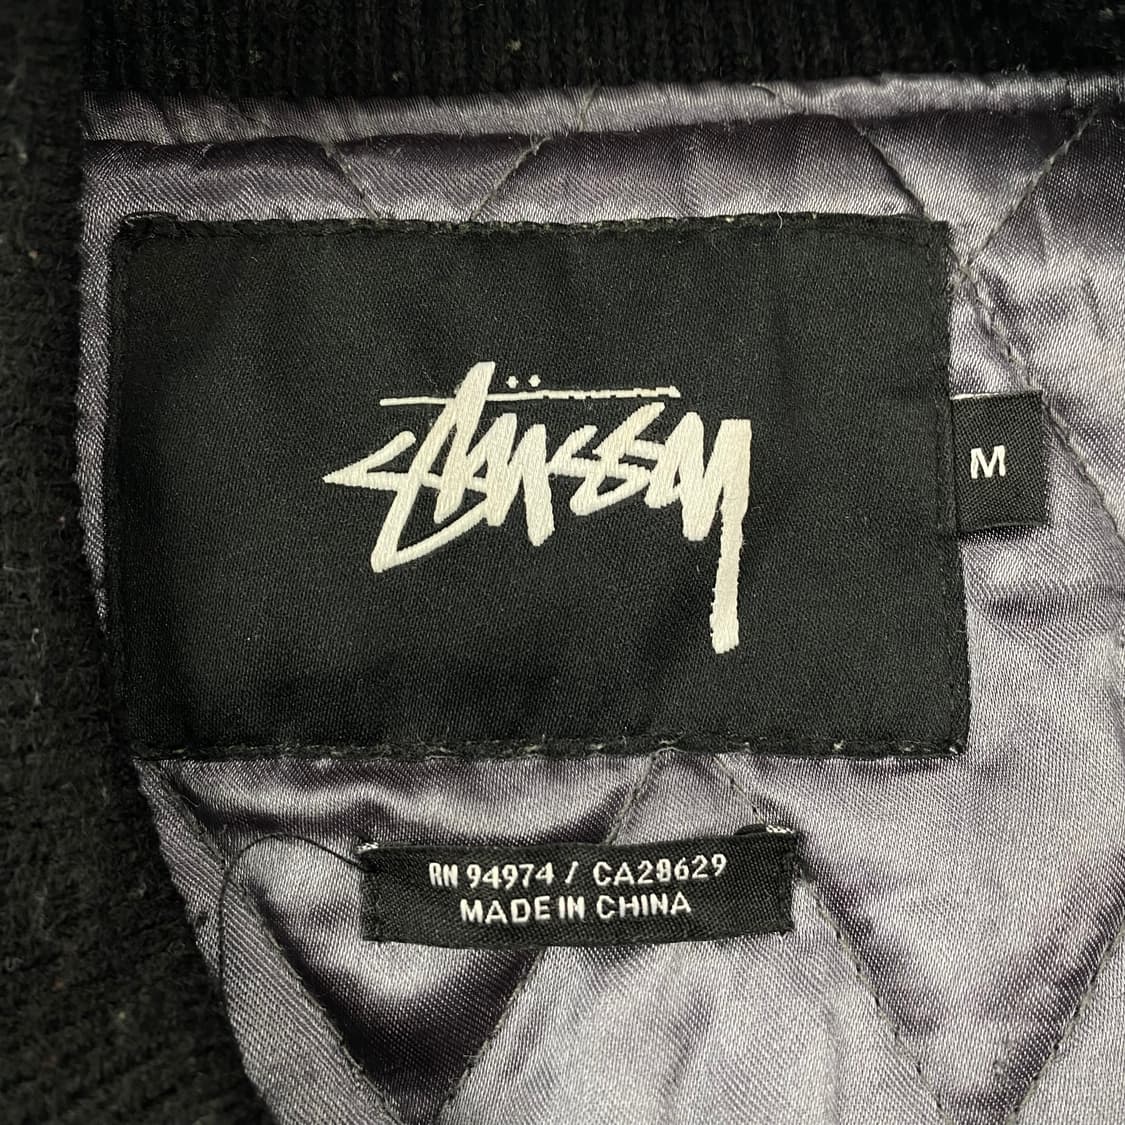 Stüssy
M
RN 94974 / CA28629
MADE IN CHINA